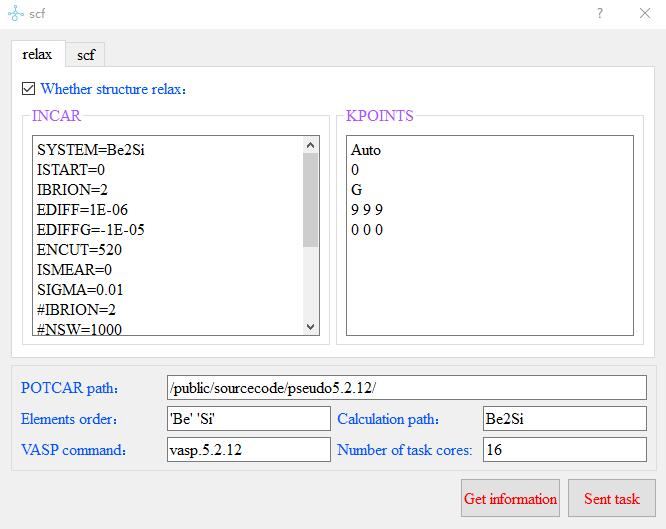 scf
relax scf
Whether structure relax：
INCAR
SYSTEM=Be2Si
ISTART=0
IBRION=2
EDIFF=1E-06
EDIFFG=-1E-05
ENCUT=520
ISMEAR=0
SIGMA=0.01
#IBRION=2
#NSW=1000
KPOINTS
Auto
0
G
9 9 9
0 0 0
POTCAR path： /public/sourcecode/pseudo5.2.12/
Elements order： 'Be' 'Si' Calculation path： Be2Si
VASP command： vasp.5.2.12 Number of task cores: 16
Get information Sent task